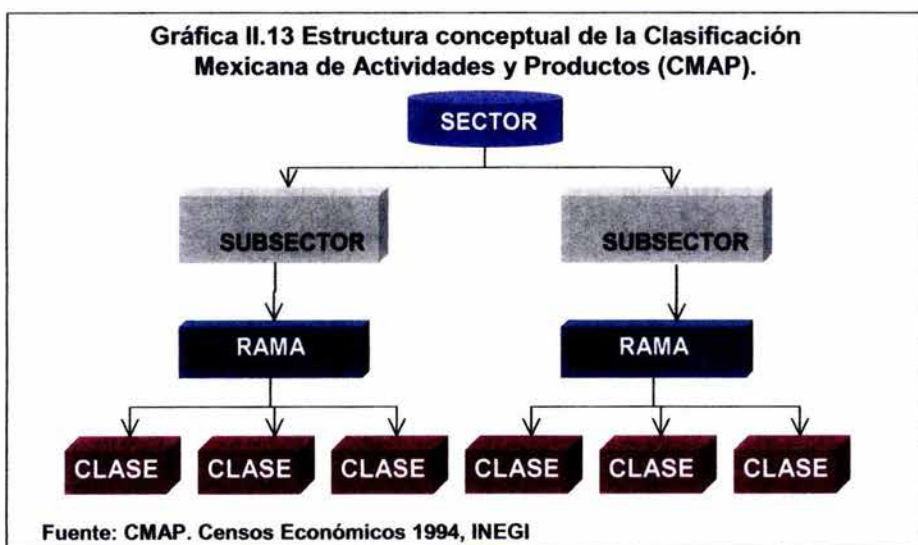 Gráfica II.13 Estructura conceptual de la Clasificación
Mexicana de Actividades y Productos (CMAP).
SECTOR
SUBSECTOR SUBSECTOR
RAMA RAMA
CLASE CLASE CLASE CLASE CLASE CLASE
Fuente: CMAP. Censos Económicos 1994, INEGI